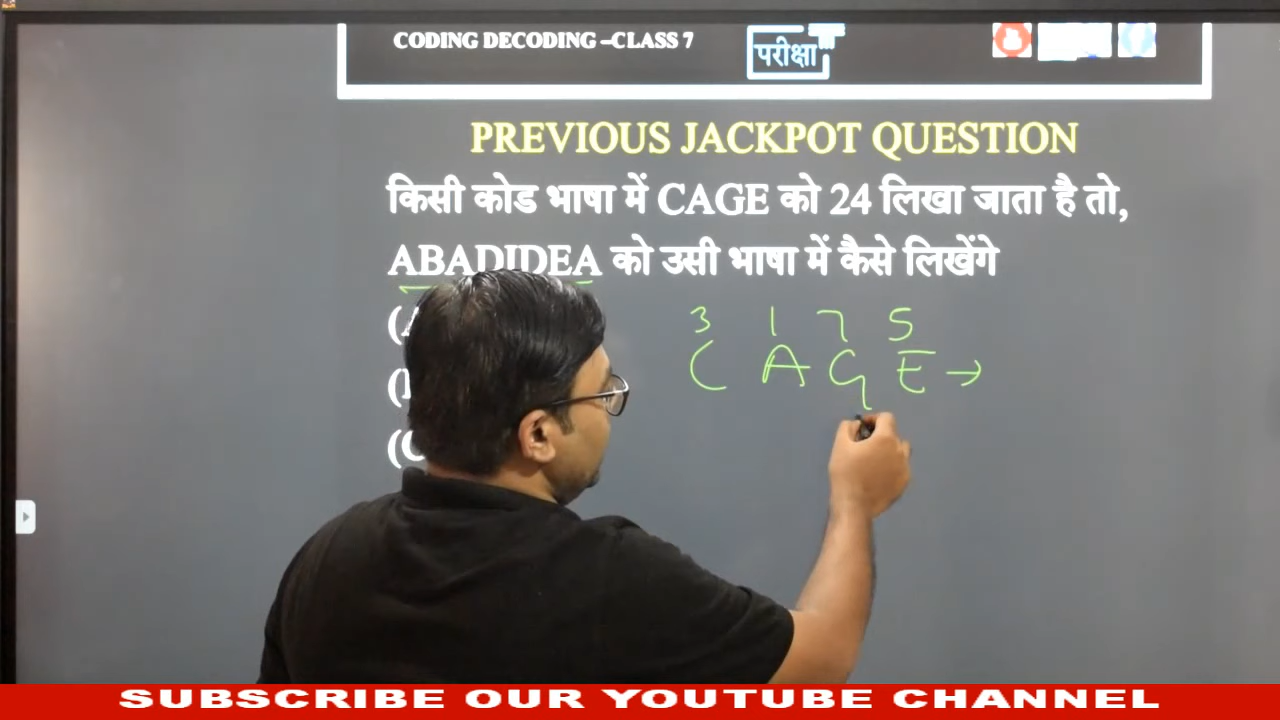 CODING DECODING –CLASS 7
परीक्षा
PREVIOUS JACKPOT QUESTION
किसी कोड भाषा में CAGE को 24 लिखा जाता है तो,
ABADIDEA को उसी भाषा में कैसे लिखेंगे
3 1 7 5
C A G E →
SUBSCRIBE OUR YOUTUBE CHANNEL